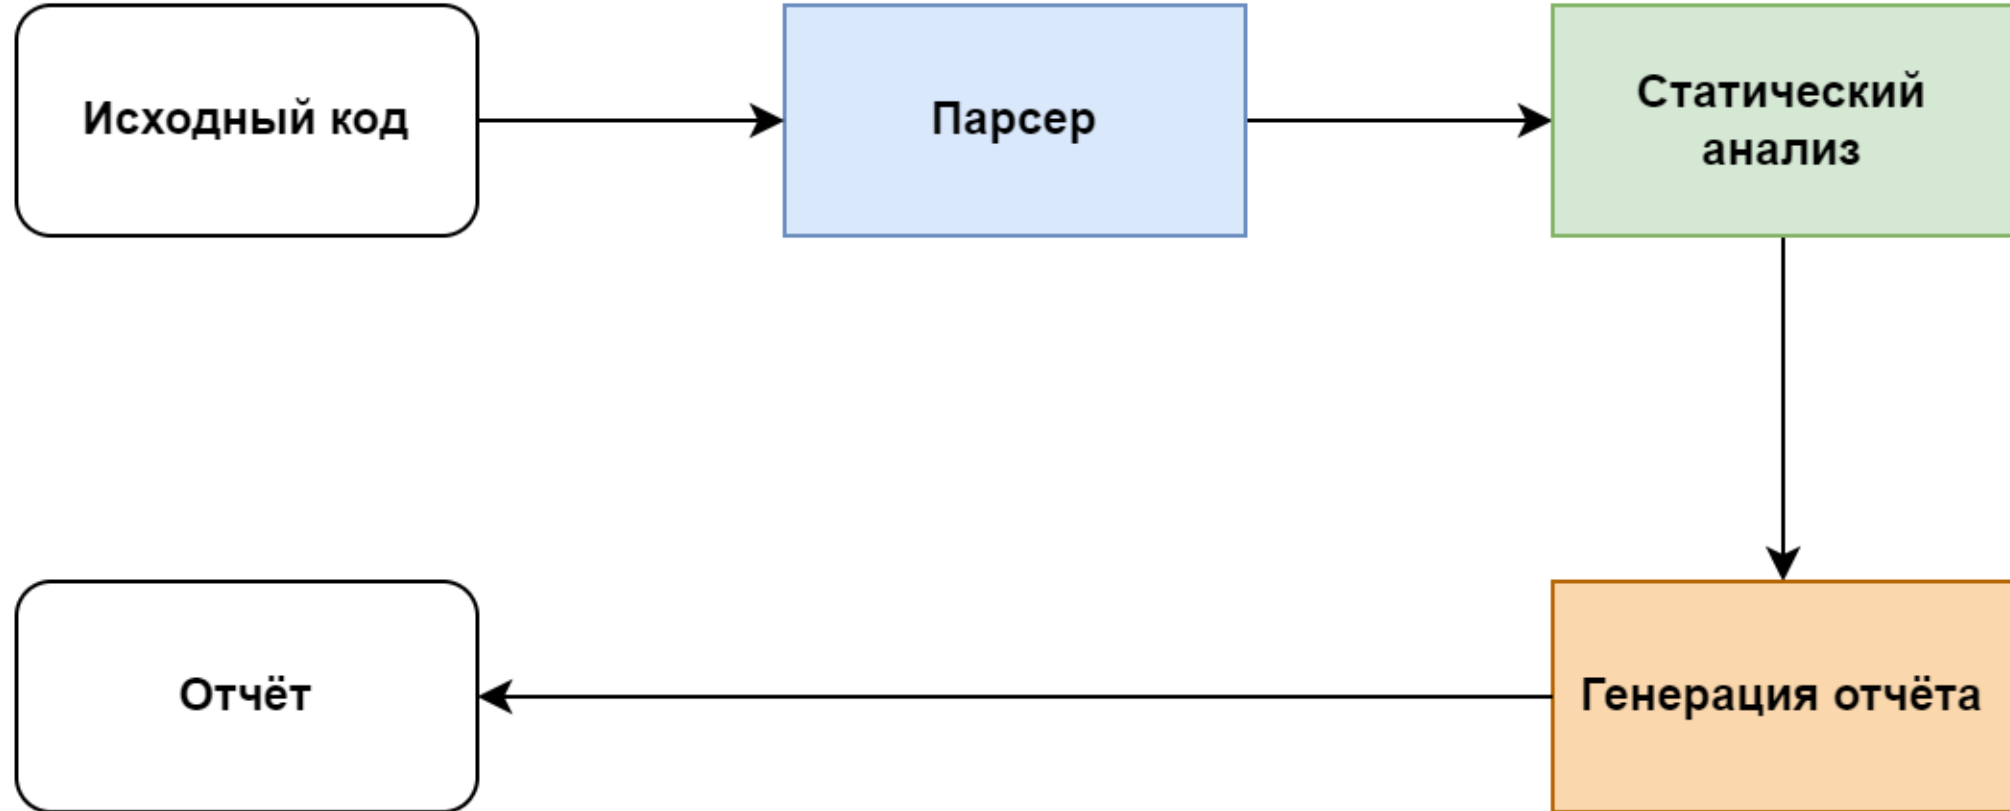 Исходный код
Парсер
Статический
анализ
Отчёт
Генерация отчёта